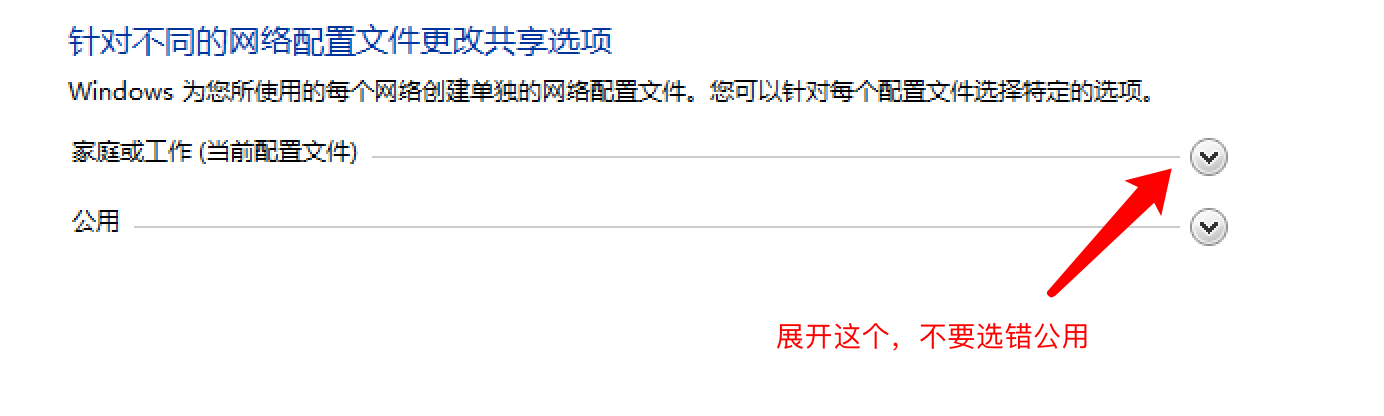 针对不同的网络配置文件更改共享选项
Windows 为您所使用的每个网络创建单独的网络配置文件。您可以针对每个配置文件选择特定的选项。
家庭或工作 (当前配置文件)
公用
展开这个，不要选错公用